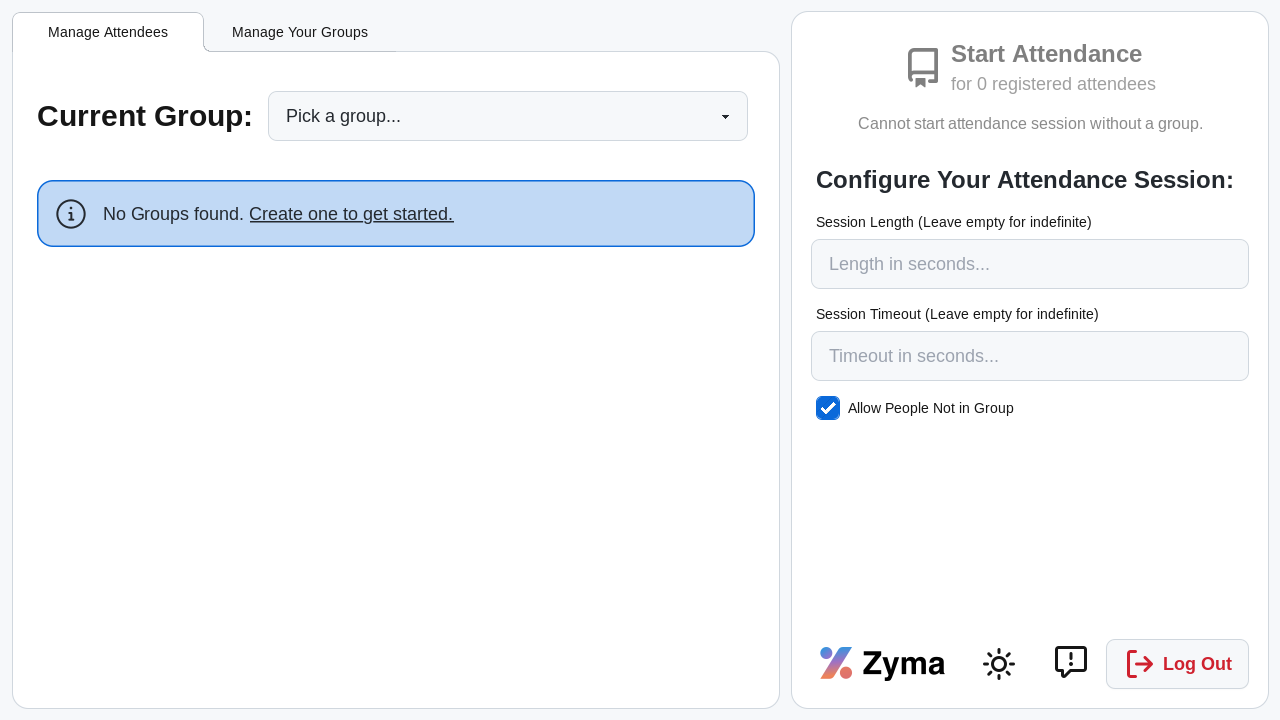 Manage Attendees
Manage Your Groups
Current Group:
Pick a group...
No Groups found. Create one to get started.
Start Attendance
for 0 registered attendees
Cannot start attendance session without a group.
Configure Your Attendance Session:
Session Length (Leave empty for indefinite)
Length in seconds...
Session Timeout (Leave empty for indefinite)
Timeout in seconds...
Allow People Not in Group
Zyma
Log Out